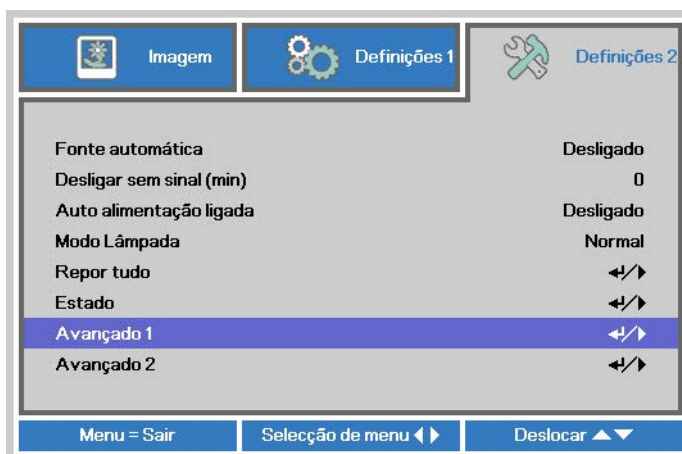 Imagem Definições 1 Definições 2
Fonte automática Desligado
Desligar sem sinal (min) 0
Auto alimentação ligada Desligado
Modo Lâmpada Normal
Repor tudo ↵/▶
Estado ↵/▶
Avançado 1 ↵/▶
Avançado 2 ↵/▶
Menu = Sair Selecção de menu ◀▶ Deslocar ▲▼